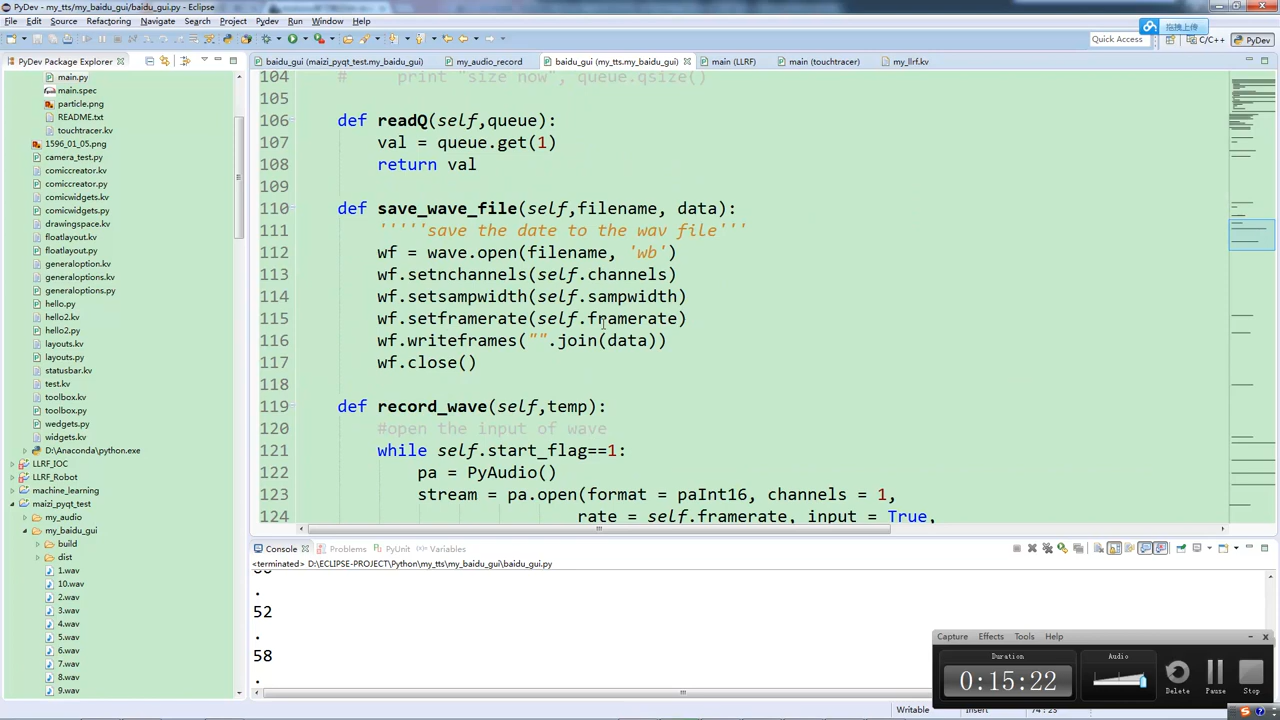 PyDev - my_tts/my_baidu_gui/baidu_gui.py - Eclipse
File Edit Source Refactoring Navigate Search Project Pydev Run Window Help
拖拽上传
Quick Access
C/C++
PyDev
PyDev Package Explorer
baidu_gui (maizi_pyqt_test.my_baidu_gui)
my_audio_record
baidu_gui (my_tts.my_baidu_gui)
main (LLRF)
main (touchtracer)
my_llrf.kv
main.py
main.spec
particle.png
README.txt
touchtracer.kv
1596_01_05.png
camera_test.py
comiccreator.kv
comiccreator.py
comicwidgets.kv
comicwidgets.py
drawingspace.kv
floatlayout.kv
floatlayout.py
generaloption.kv
generaloptions.kv
generaloptions.py
hello.py
hello2.kv
hello2.py
layouts.kv
layouts.py
statusbar.kv
test.kv
toolbox.kv
toolbox.py
wedgets.py
widgets.kv
D:\Anaconda\python.exe
LLRF_IOC
LLRF_Robot
machine_learning
maizi_pyqt_test
my_audio
my_baidu_gui
build
dist
1.wav
10.wav
2.wav
3.wav
4.wav
5.wav
6.wav
7.wav
8.wav
9.wav
104 # print "size now", queue.qsize()
105
106 def readQ(self,queue):
107 val = queue.get(1)
108 return val
109
110 def save_wave_file(self,filename, data):
111 '''''save the date to the wav file'''
112 wf = wave.open(filename, 'wb')
113 wf.setnchannels(self.channels)
114 wf.setsampwidth(self.sampwidth)
115 wf.setframerate(self.framerate)
116 wf.writeframes("".join(data))
117 wf.close()
118
119 def record_wave(self,temp):
120 #open the input of wave
121 while self.start_flag==1:
122 pa = PyAudio()
123 stream = pa.open(format = paInt16, channels = 1,
124 rate = self.framerate, input = True,
Console Problems PyUnit Variables
<terminated> D:\ECLIPSE-PROJECT\Python\my_tts\my_baidu_gui\baidu_gui.py
.
52
.
58
.
Capture Effects Tools Help
Duration
0:15:22
Audio
Delete
Pause
Stop
Writable
Insert
74 : 23